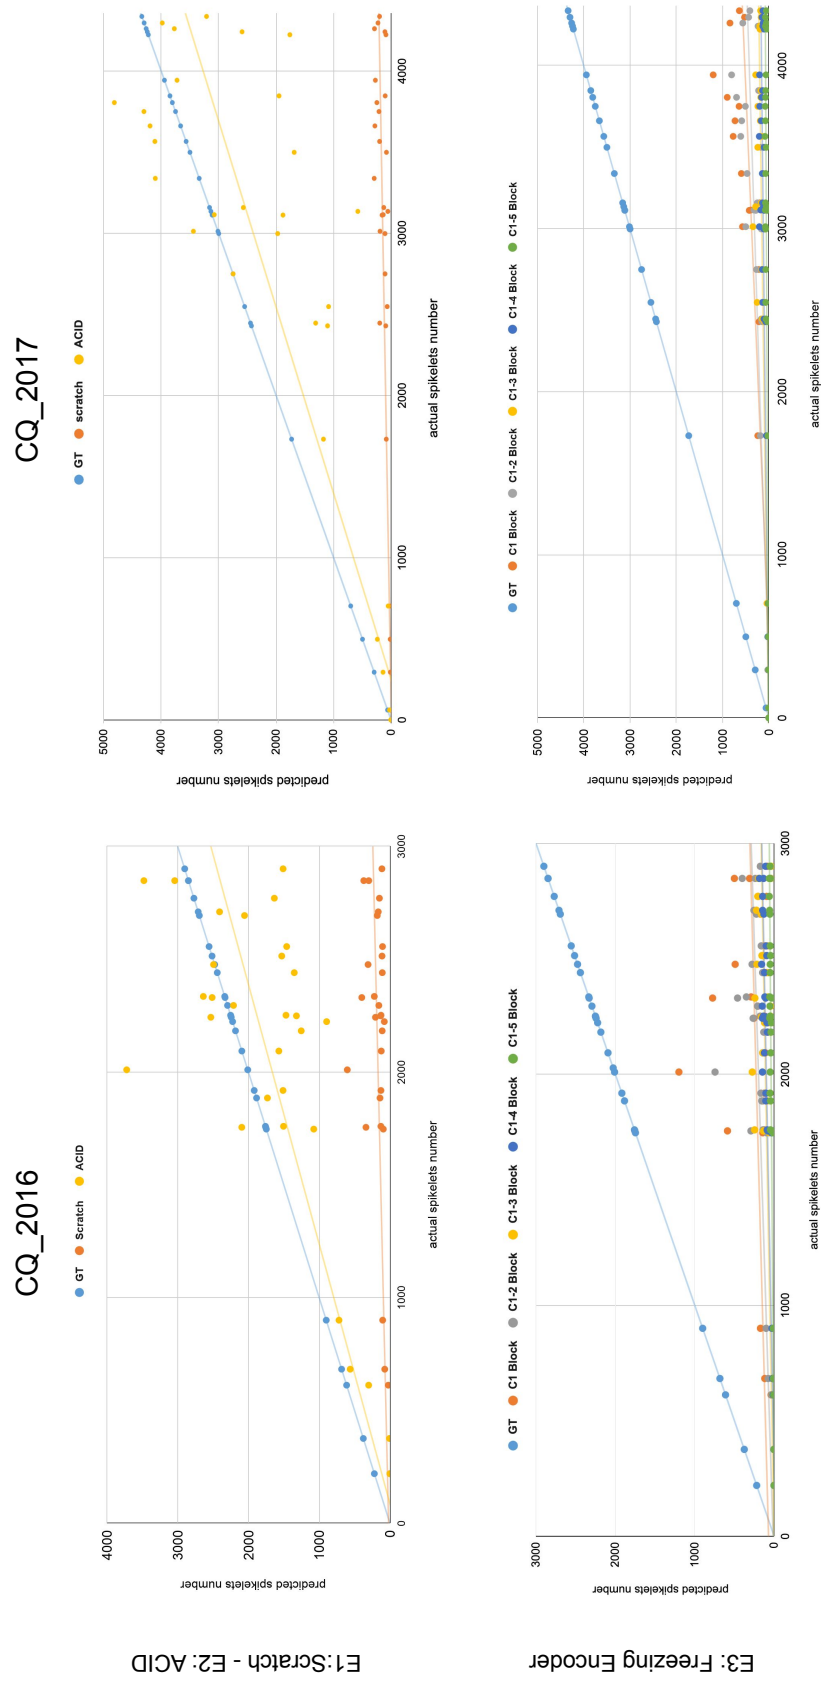 CQ_2016
CQ_2017
E1:Scratch - E2: ACID
GT Scratch ACID
predicted spikelets number
4000
3000
2000
1000
0
0 1000 2000 3000
actual spikelets number
GT scratch ACID
predicted spikelets number
5000
4000
3000
2000
1000
0
0 1000 2000 3000 4000
actual spikelets number
E3: Freezing Encoder
GT C1 Block C1-2 Block C1-3 Block C1-4 Block C1-5 Block
predicted spikelets number
3000
2000
1000
0
0 1000 2000 3000
actual spikelets number
GT C1 Block C1-2 Block C1-3 Block C1-4 Block C1-5 Block
predicted spikelets number
5000
4000
3000
2000
1000
0
0 1000 2000 3000 4000
actual spikelets number